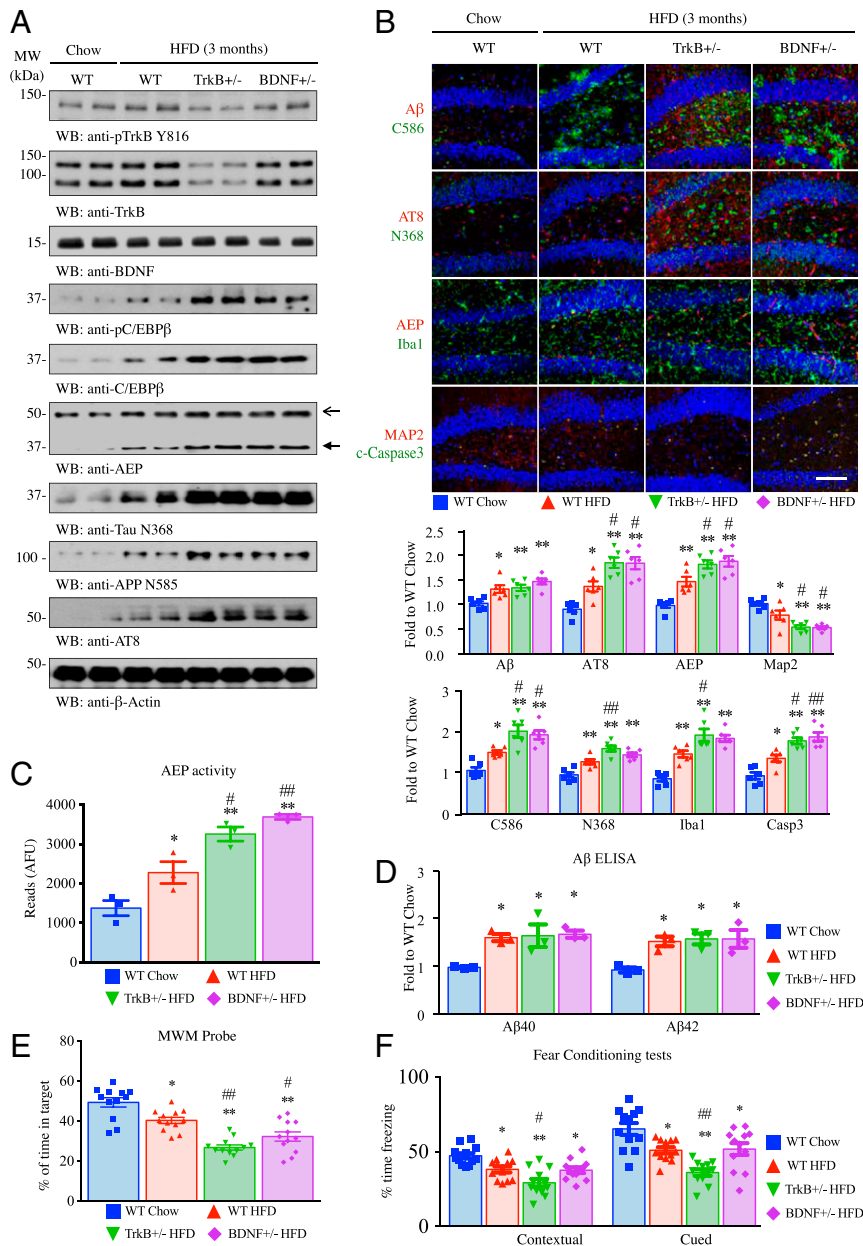 A
Chow
HFD (3 months)
MW
(kDa)
WT
WT
TrkB+/-
BDNF+/-
150-
WB: anti-pTrkB Y816
150-
100-
WB: anti-TrkB
15-
WB: anti-BDNF
37-
WB: anti-pC/EBPβ
37-
WB: anti-C/EBPβ
50-
37-
WB: anti-AEP
37-
WB: anti-Tau N368
100 -
WB: anti-APP N585
50-
WB: anti-AT8
50-
WB: anti-β-Actin
B
Chow
HFD (3 months)
WT
WT
TrkB+/-
BDNF+/-
Aβ
C586
AT8
N368
AEP
Iba1
MAP2
c-Caspase3
WT Chow
WT HFD
TrkB+/- HFD
BDNF+/- HFD
Fold to WT Chow
2.5
2.0
1.5
1.0
0.5
0.0
* ** **
* # ** # **
** # ** # **
* # ** # **
Aβ
AT8
AEP
Map2
Fold to WT Chow
3
2
1
0
* # ** # **
** ## ** **
** # ** **
* # ** ## **
C586
N368
Iba1
Casp3
C
AEP activity
Reads (AFU)
4000
3000
2000
1000
0
* # ** ## **
WT Chow
WT HFD
TrkB+/- HFD
BDNF+/- HFD
D
Aβ ELISA
Fold to WT Chow
3
2
1
0
* * *
* * *
Aβ40
Aβ42
WT Chow
WT HFD
TrkB+/- HFD
BDNF+/- HFD
E
MWM Probe
% of time in target
80
60
40
20
0
* ## ** # **
WT Chow
WT HFD
TrkB+/- HFD
BDNF+/- HFD
F
Fear Conditioning tests
% time freezing
100
50
0
* # ** *
* ## ** *
Contextual
Cued
WT Chow
WT HFD
TrkB+/- HFD
BDNF+/- HFD